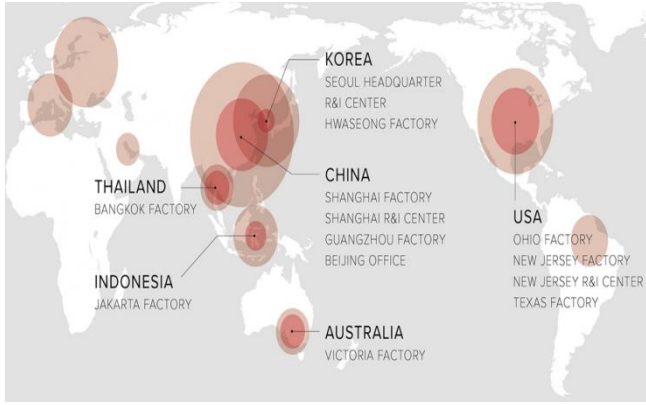 KOREA
SEOUL HEADQUARTER
R&I CENTER
HWASEONG FACTORY
THAILAND
BANGKOK FACTORY
CHINA
SHANGHAI FACTORY
SHANGHAI R&I CENTER
GUANGZHOU FACTORY
BEIJING OFFICE
USA
OHIO FACTORY
NEW JERSEY FACTORY
NEW JERSEY R&I CENTER
TEXAS FACTORY
INDONESIA
JAKARTA FACTORY
AUSTRALIA
VICTORIA FACTORY